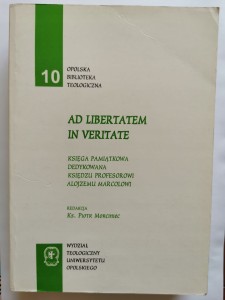 10
OPOLSKA
BIBLIOTEKA
TEOLOGICZNA
AD LIBERTATEM
IN VERITATE
KSIĘGA PAMIĄTKOWA
DEDYKOWANA
KSIĘDZU PROFESOROWI
ALOJZEMU MARCOLOWI
REDAKCJA
Ks. Piotr Morciniec
WYDZIAŁ
TEOLOGICZNY
UNIWERSYTETU
OPOLSKIEGO